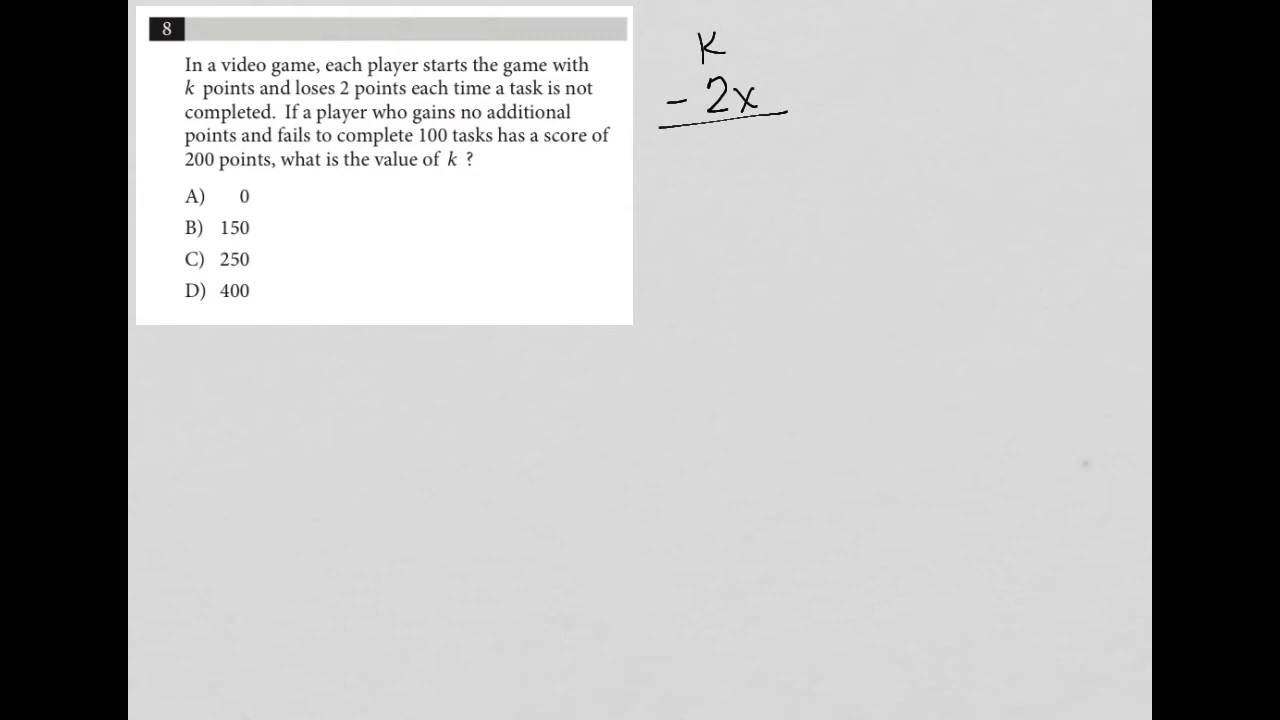 8
In a video game, each player starts the game with
k points and loses 2 points each time a task is not
completed. If a player who gains no additional
points and fails to complete 100 tasks has a score of
200 points, what is the value of k ?
A) 0
B) 150
C) 250
D) 400
k
- 2x